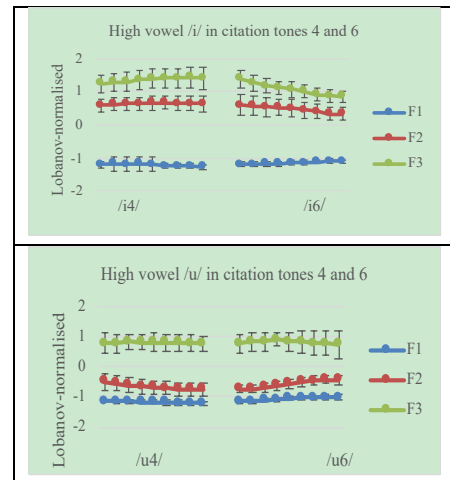 High vowel /i/ in citation tones 4 and 6
Lobanov-normalised
2
1
0
-1
-2
F1
F2
F3
/i4/ /i6/
High vowel /u/ in citation tones 4 and 6
Lobanov-normalised
2
1
0
-1
-2
F1
F2
F3
/u4/ /u6/